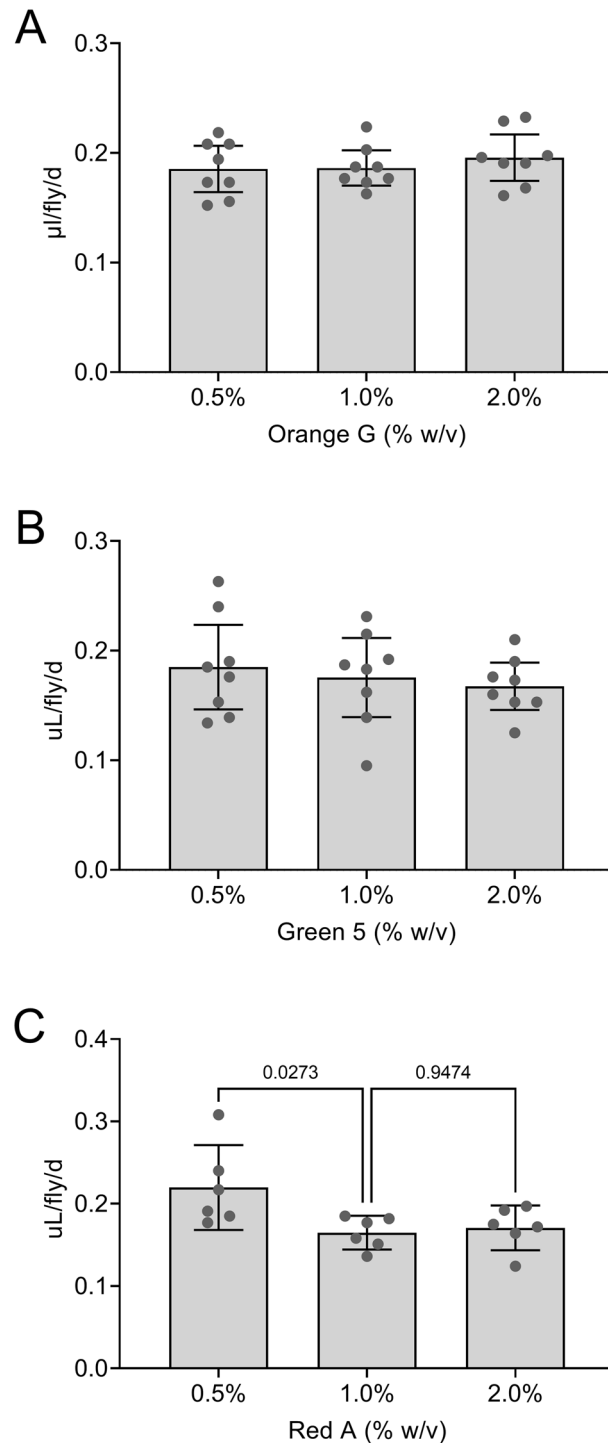 A
0.3
0.2
0.1
0.0
µl/fly/d
0.5% 1.0% 2.0%
Orange G (% w/v)
B
0.3
0.2
0.1
0.0
uL/fly/d
0.5% 1.0% 2.0%
Green 5 (% w/v)
C
0.4
0.3
0.2
0.1
0.0
uL/fly/d
0.0273 0.9474
0.5% 1.0% 2.0%
Red A (% w/v)